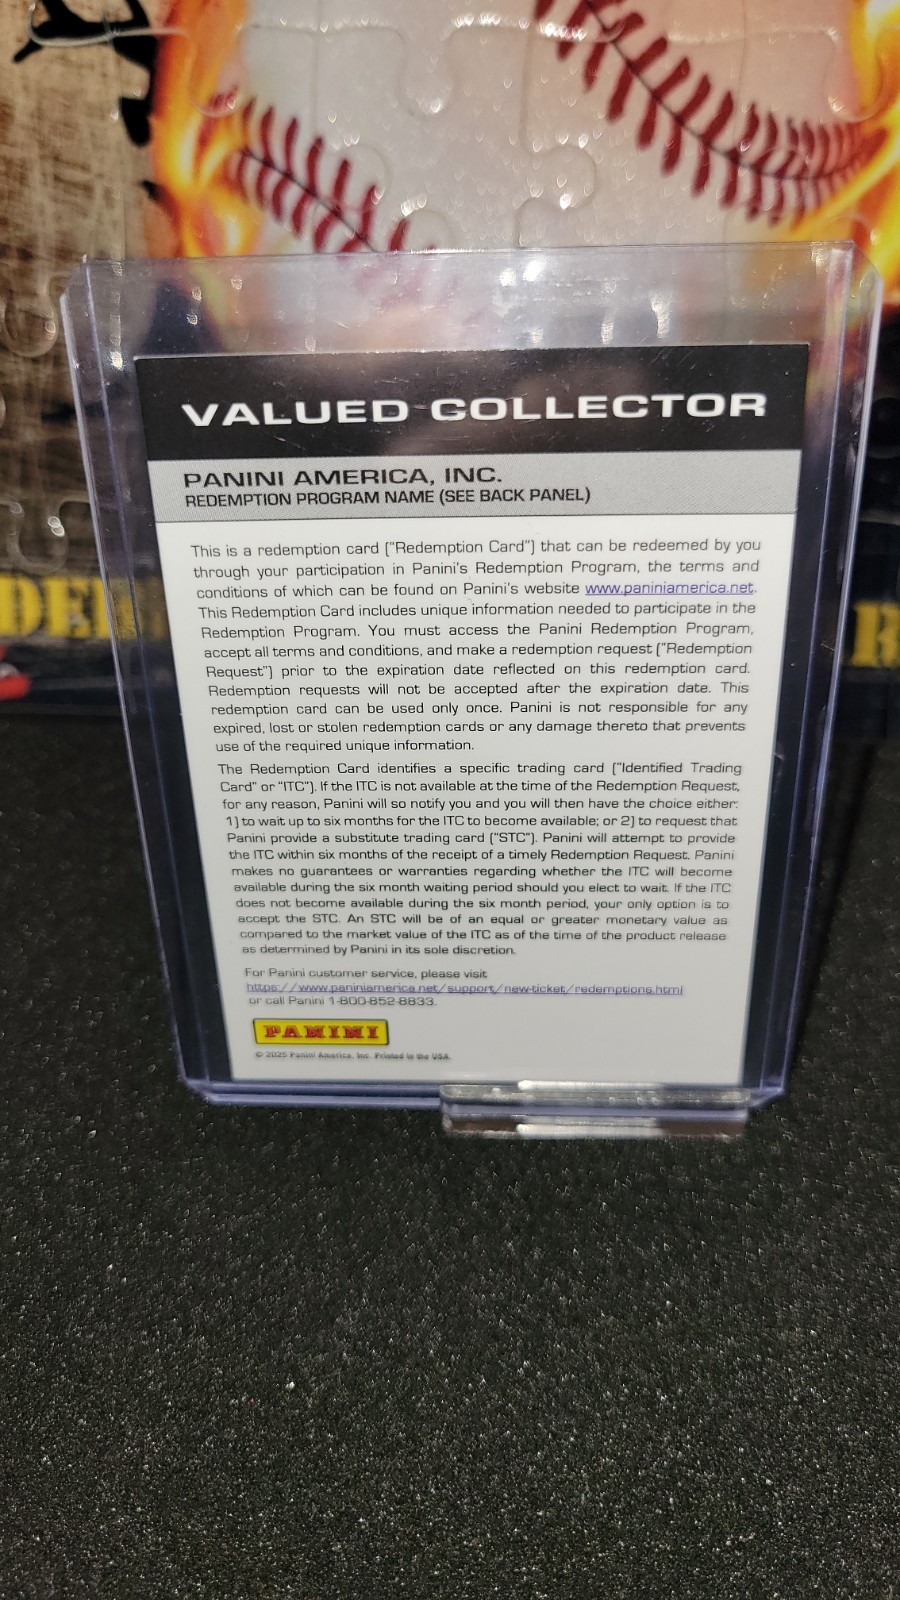 VALUED COLLECTOR
PANINI AMERICA, INC.
REDEMPTION PROGRAM NAME (SEE BACK PANEL)
This is a redemption card ("Redemption Card") that can be redeemed by you
through your participation in Panini's Redemption Program, the terms and
conditions of which can be found on Panini's website www.paniniamerica.net.
This Redemption Card includes unique information needed to participate in the
Redemption Program. You must access the Panini Redemption Program,
accept all terms and conditions, and make a redemption request ("Redemption
Request") prior to the expiration date reflected on this redemption card.
Redemption requests will not be accepted after the expiration date. This
redemption card can be used only once. Panini is not responsible for any
expired, lost or stolen redemption cards or any damage thereto that prevents
use of the required unique information.
The Redemption Card identifies a specific trading card ("Identified Trading
Card" or "ITC"). If the ITC is not available at the time of the Redemption Request,
for any reason, Panini will so notify you and you will then have the choice either:
1) to wait up to six months for the ITC to become available; or 2) to request that
Panini provide a substitute trading card ("STC"). Panini will attempt to provide
the ITC within six months of the receipt of a timely Redemption Request. Panini
makes no guarantees or warranties regarding whether the ITC will become
available during the six month waiting period should you elect to wait. If the ITC
does not become available during the six month period, your only option is to
accept the STC. An STC will be of an equal or greater monetary value as
compared to the market value of the ITC as of the time of the product release
as determined by Panini in its sole discretion.
For Panini customer service, please visit
https://www.paniniamerica.net/support/new-ticket/redemptions.html
or call Panini 1-800-852-8833.
PANINI
© 2025 Panini America, Inc. Printed in the USA.